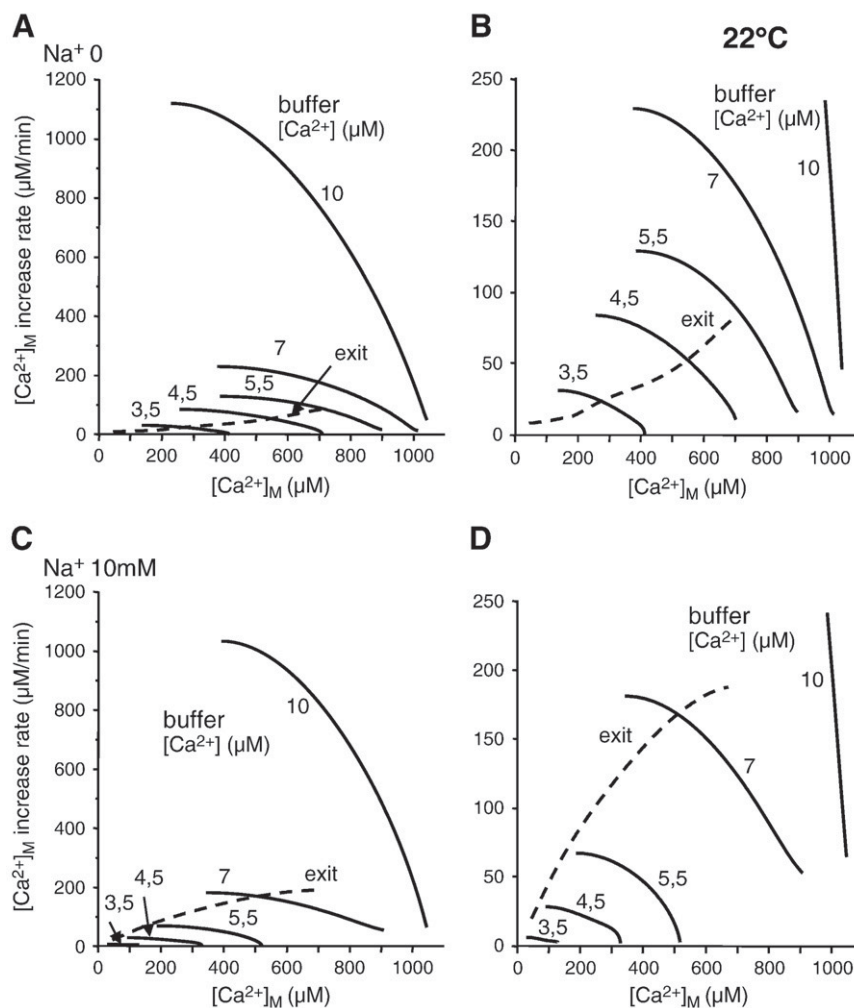 A
Na⁺ 0
1200
1000
800
600
400
200
0
[Ca²⁺]M increase rate (µM/min)
buffer
[Ca²⁺] (µM)
10
7
5,5
4,5
3,5
exit
0 200 400 600 800 1000
[Ca²⁺]M (µM)
B
22°C
250
200
150
100
50
0
buffer
[Ca²⁺] (µM)
10
7
5,5
4,5
exit
3,5
0 200 400 600 800 1000
[Ca²⁺]M (µM)
C
Na⁺ 10mM
1200
1000
800
600
400
200
0
[Ca²⁺]M increase rate (µM/min)
buffer
[Ca²⁺] (µM)
10
7
exit
4,5
3,5
5,5
0 200 400 600 800 1000
[Ca²⁺]M (µM)
D
250
200
150
100
50
0
buffer
[Ca²⁺] (µM)
10
exit
7
5,5
4,5
3,5
0 200 400 600 800 1000
[Ca²⁺]M (µM)